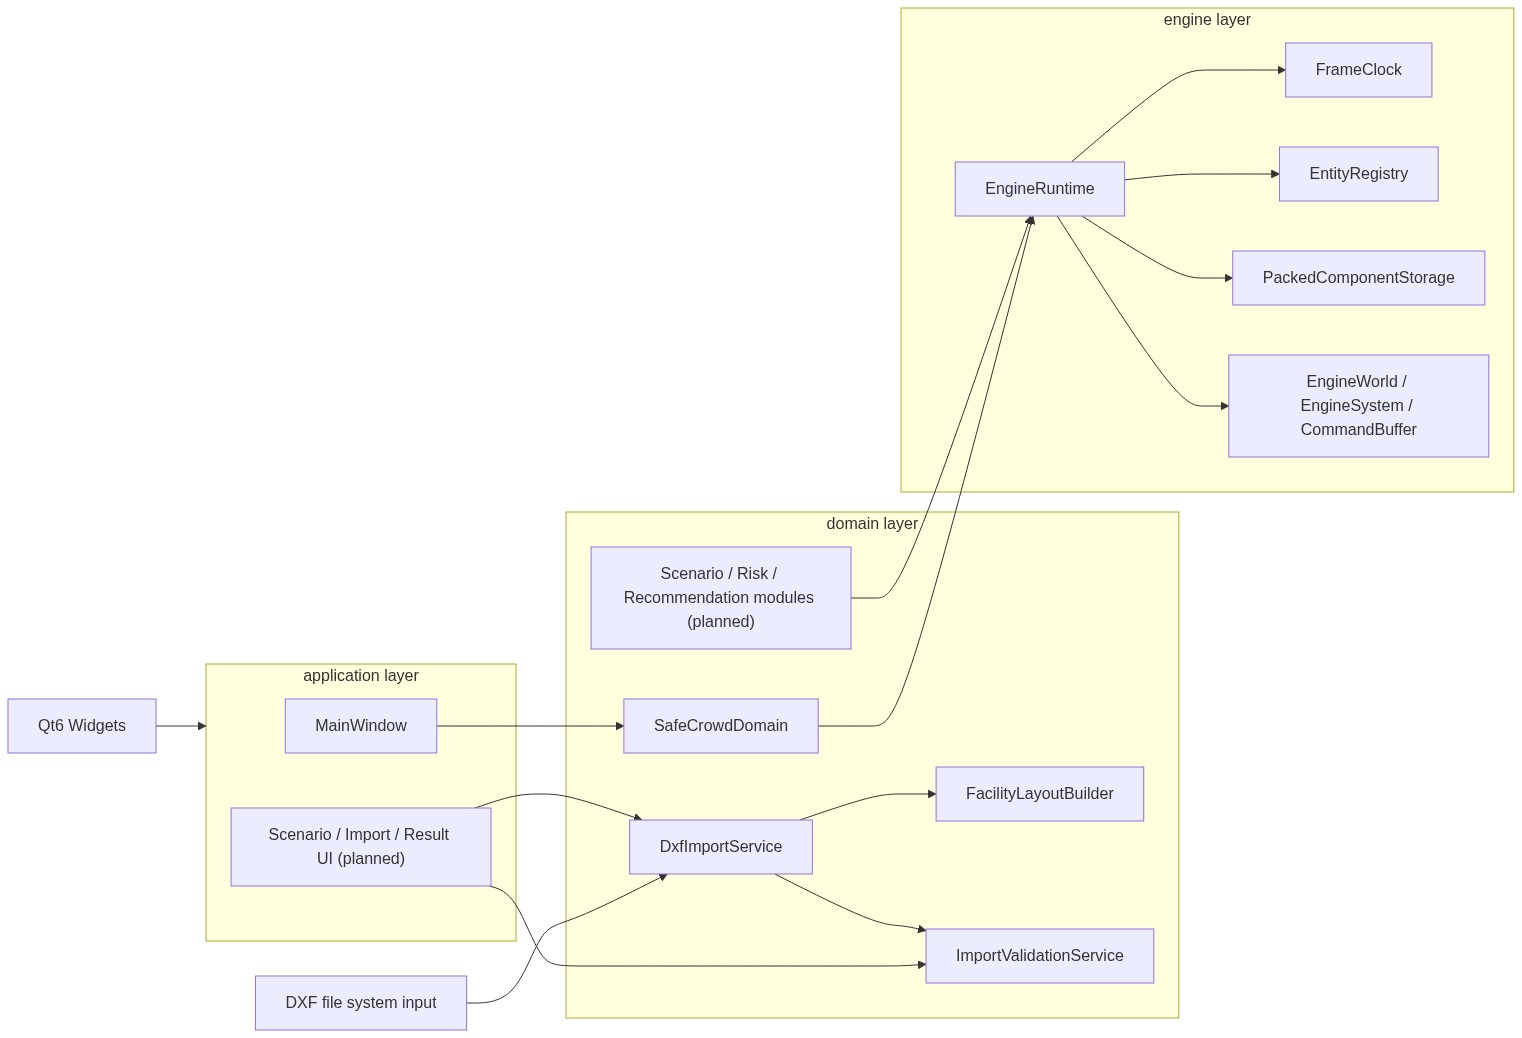 engine layer
FrameClock
EntityRegistry
EngineRuntime
PackedComponentStorage
EngineWorld /
EngineSystem /
CommandBuffer
domain layer
Scenario / Risk /
Recommendation modules
(planned)
application layer
Qt6 Widgets
MainWindow
SafeCrowdDomain
FacilityLayoutBuilder
Scenario / Import / Result
UI (planned)
DxfImportService
ImportValidationService
DXF file system input